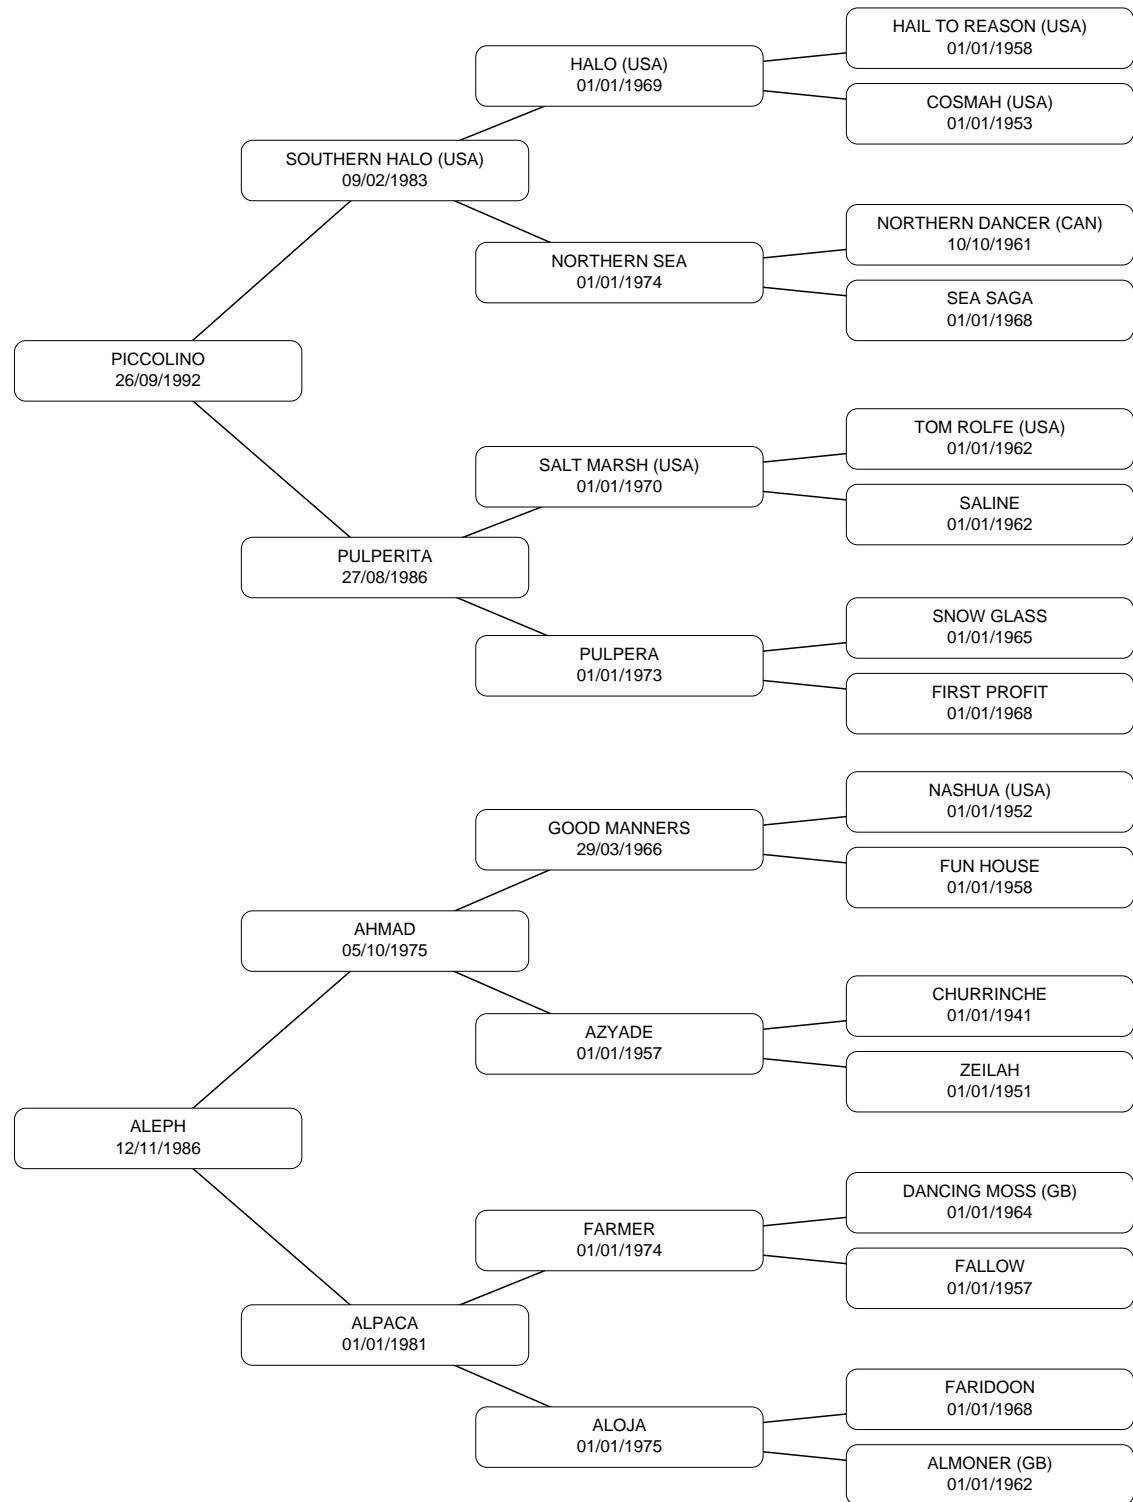 HAIL TO REASON (USA)
01/01/1958
HALO (USA)
01/01/1969
COSMAH (USA)
01/01/1953
SOUTHERN HALO (USA)
09/02/1983
NORTHERN DANCER (CAN)
10/10/1961
NORTHERN SEA
01/01/1974
SEA SAGA
01/01/1968
PICCOLINO
26/09/1992
TOM ROLFE (USA)
01/01/1962
SALT MARSH (USA)
01/01/1970
SALINE
01/01/1962
PULPERITA
27/08/1986
SNOW GLASS
01/01/1965
PULPERA
01/01/1973
FIRST PROFIT
01/01/1968
NASHUA (USA)
01/01/1952
GOOD MANNERS
29/03/1966
FUN HOUSE
01/01/1958
AHMAD
05/10/1975
CHURRINCHE
01/01/1941
AZYADE
01/01/1957
ZEILAH
01/01/1951
ALEPH
12/11/1986
DANCING MOSS (GB)
01/01/1964
FARMER
01/01/1974
FALLOW
01/01/1957
ALPACA
01/01/1981
FARIDOON
01/01/1968
ALOJA
01/01/1975
ALMONER (GB)
01/01/1962